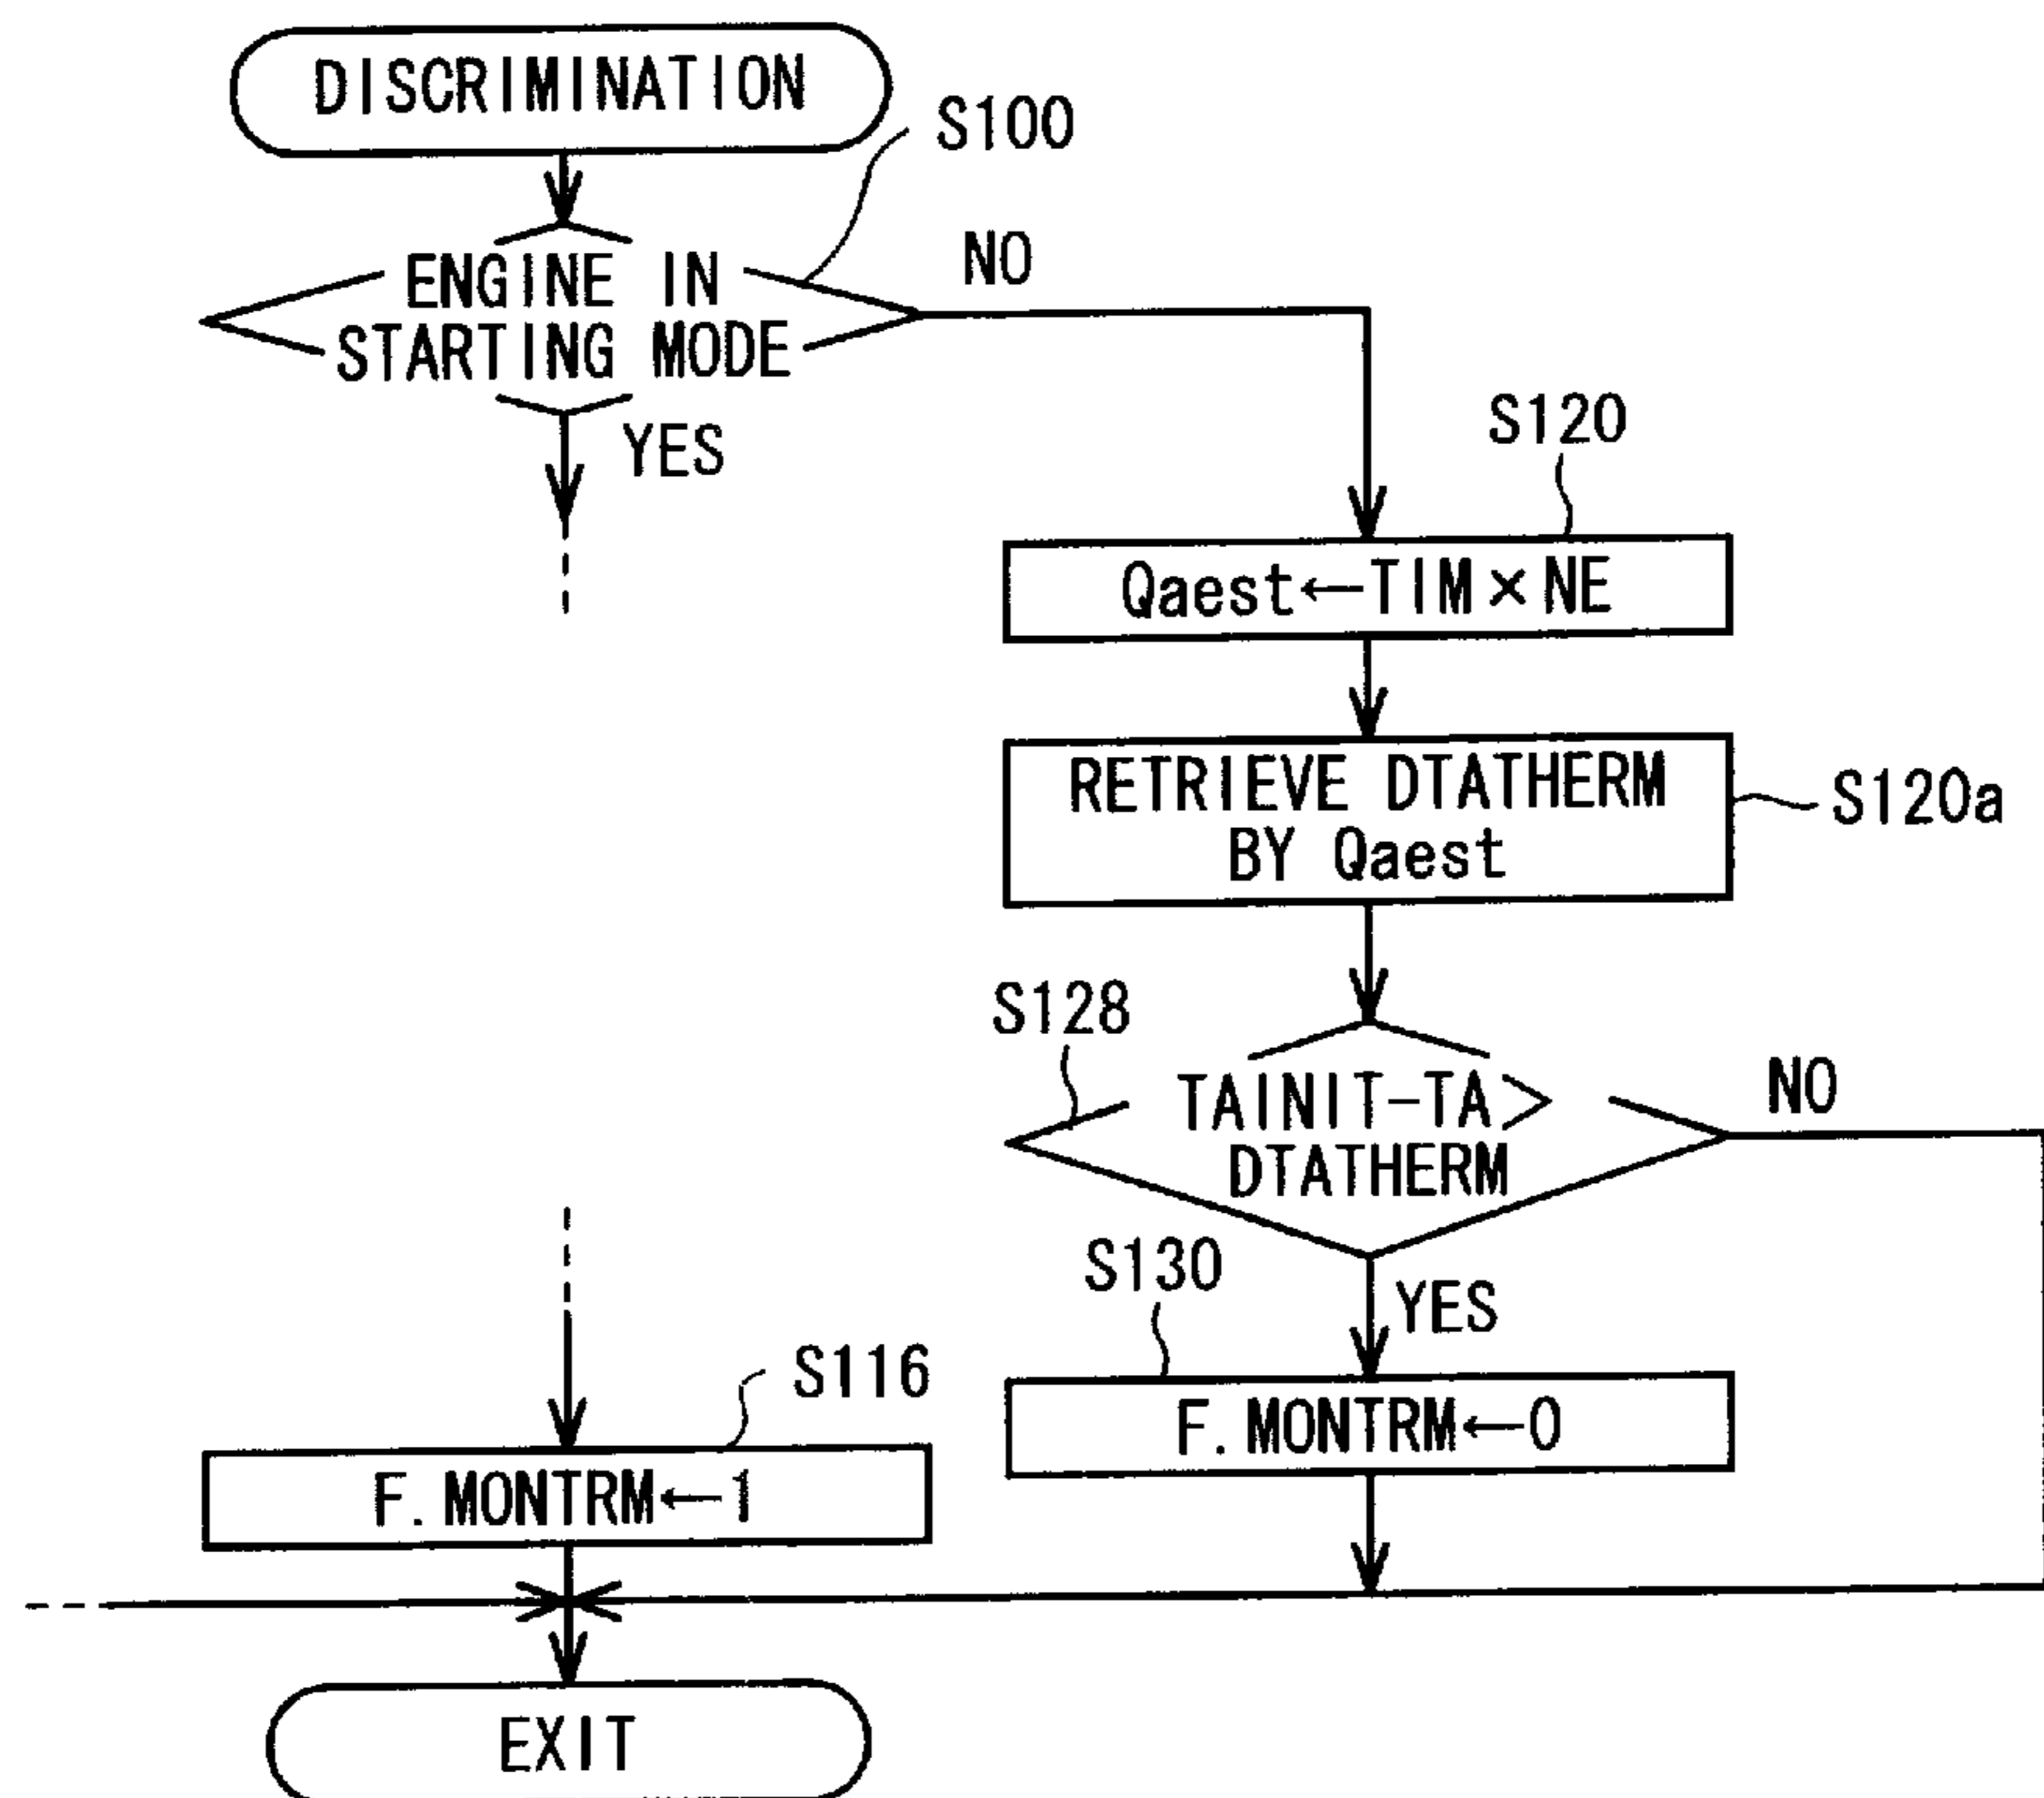 DISCRIMINATION
S100
ENGINE IN
STARTING MODE
NO
YES
S120
Qaest←TIM×NE
RETRIEVE DTATHERM
BY Qaest
S120a
S128
TAINIT-TA>
DTATHERM
NO
S130
YES
F.MONTRM←0
S116
F.MONTRM←1
EXIT